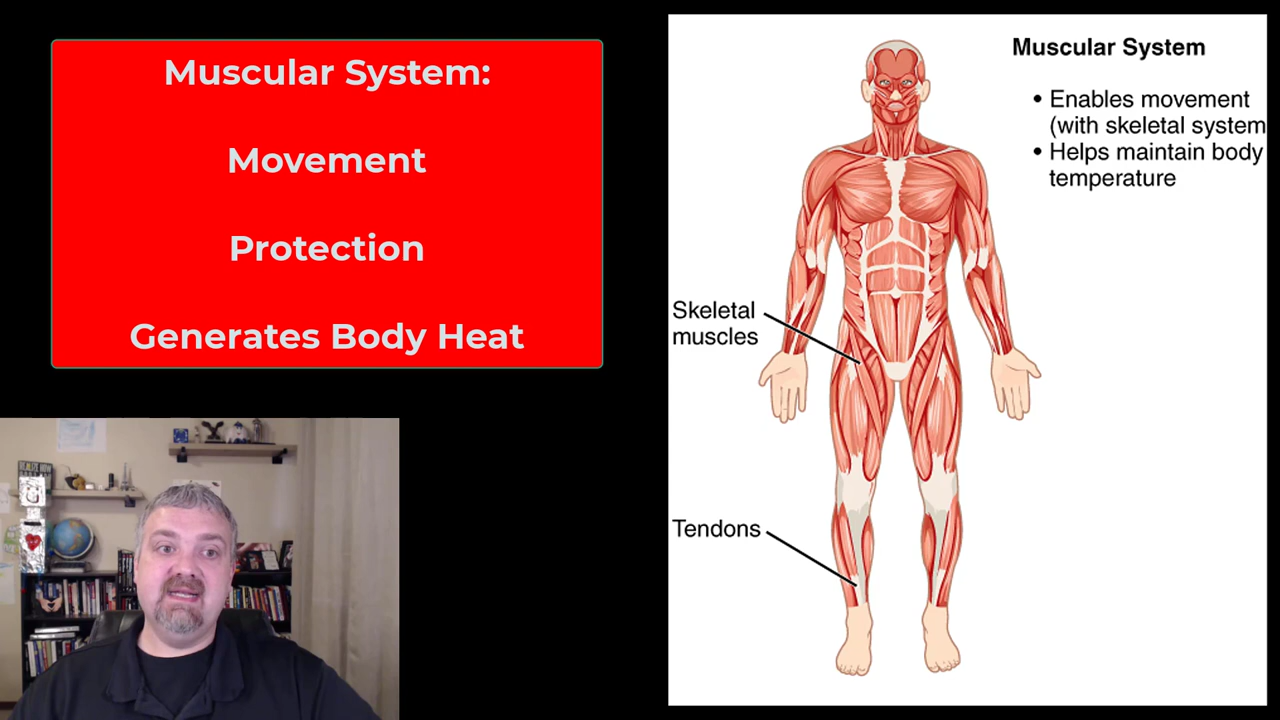 Muscular System:
Movement
Protection
Generates Body Heat
Muscular System
• Enables movement
(with skeletal system
• Helps maintain body
temperature
Skeletal
muscles
Tendons